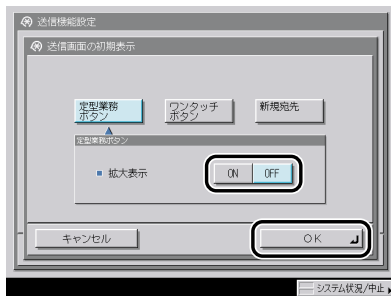 送信機能設定
送信画面の初期表示
定型業務
ボタン
ワンタッチ
ボタン
新規宛先
定型業務ボタン
■ 拡大表示
ON
OFF
キャンセル
OK
システム状況/中止